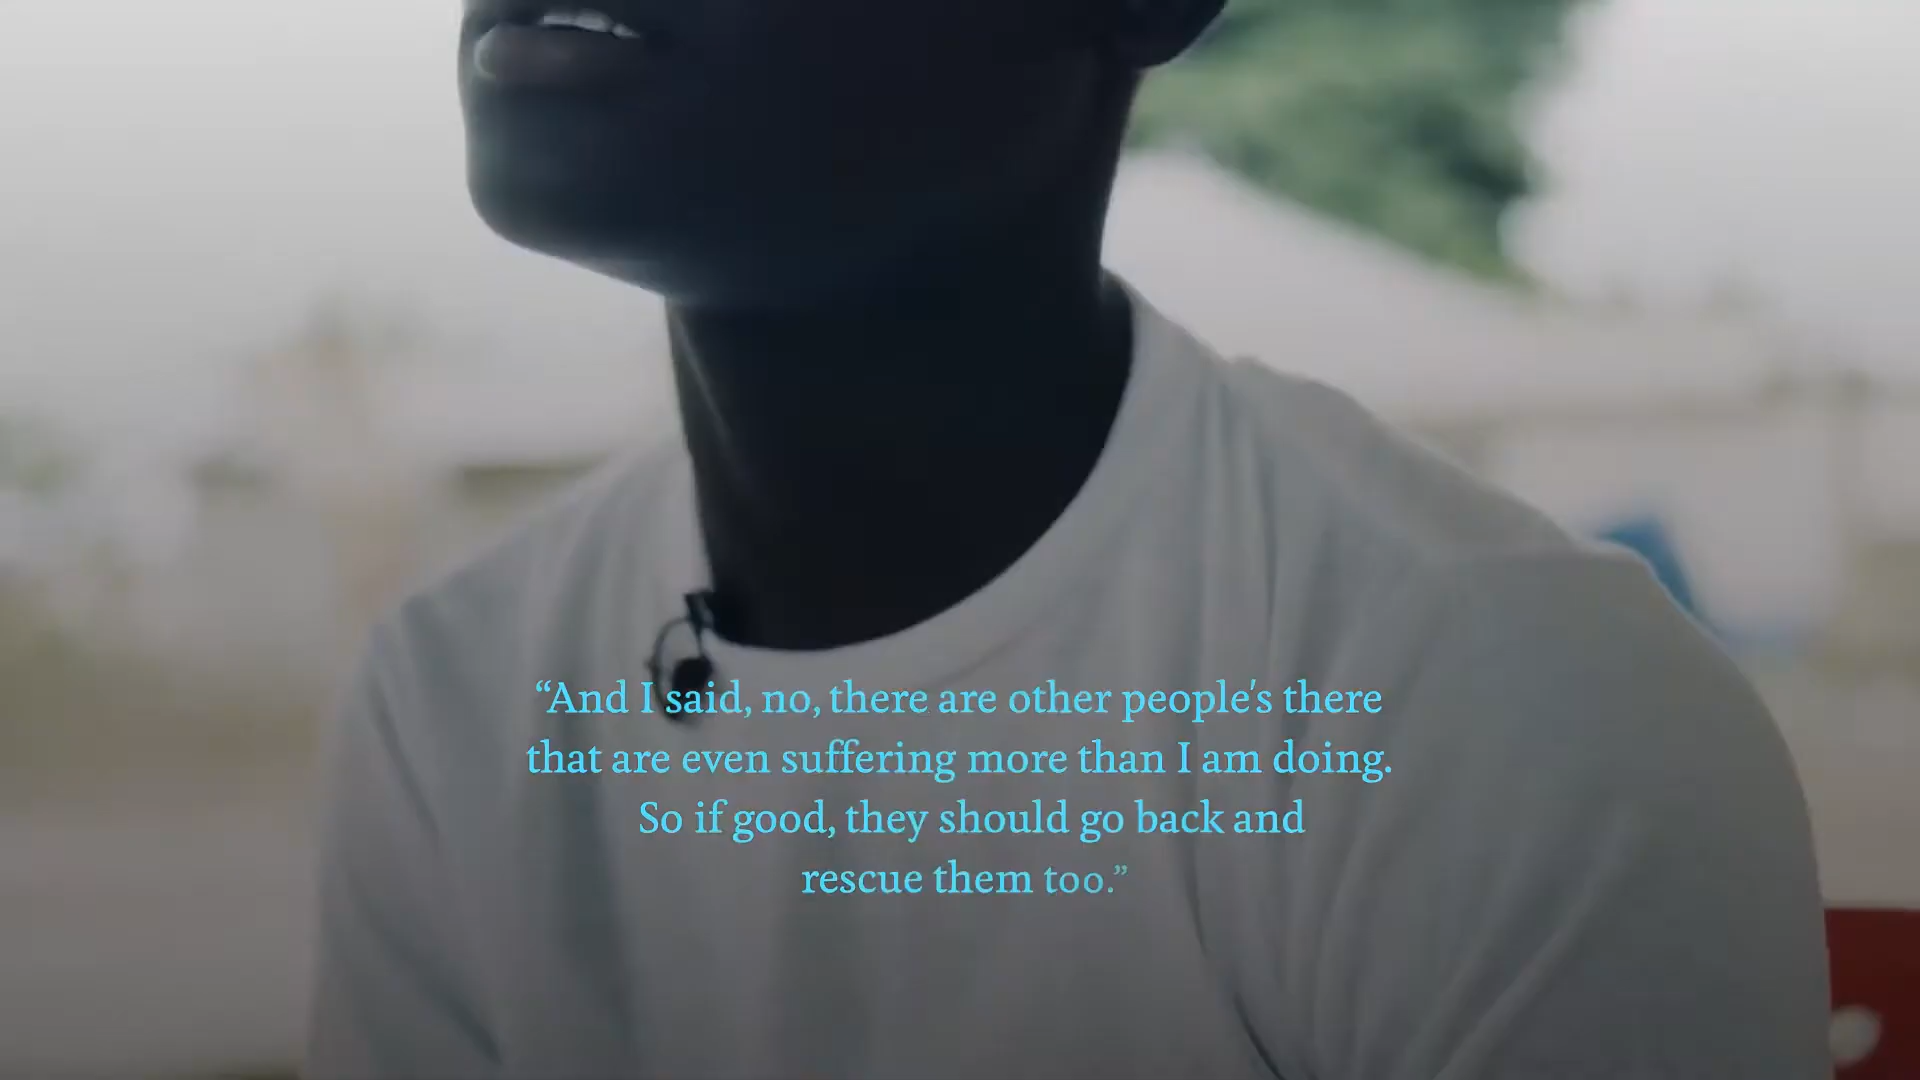 “And I said, no, there are other people's there
that are even suffering more than I am doing.
So if good, they should go back and
rescue them too.”